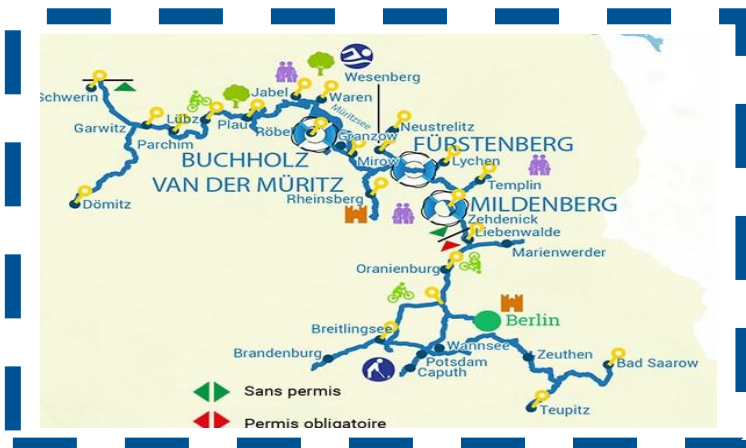 Wesenberg
Jabel
Waren
Schwerin
Müritzsee
Lübz
Plau
Röbel
Garwitz
Parchim
Granzow
Neustrelitz
FÜRSTENBERG
BUCHHOLZ
VAN DER MÜRITZ
Mirow
Lychen
Templin
Rheinsberg
Dömitz
MILDENBERG
Zehdenick
Liebenwalde
Marienwerder
Oranienburg
Berlin
Breitlingsee
Brandenburg
Wannsee
Potsdam
Caputh
Zeuthen
Bad Saarow
Teupitz
Sans permis
Permis obligatoire